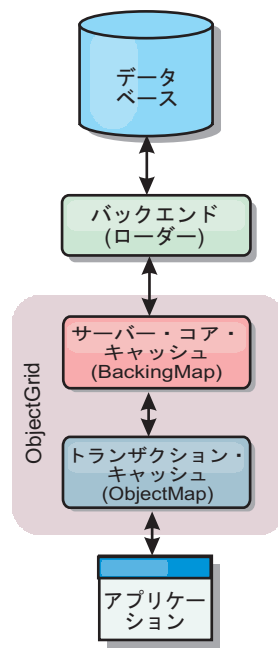 データ
ベース
バックエンド
(ローダー)
ObjectGrid
サーバー・コア・
キャッシュ
(BackingMap)
トランザクション・
キャッシュ
(ObjectMap)
アプリケー
ション